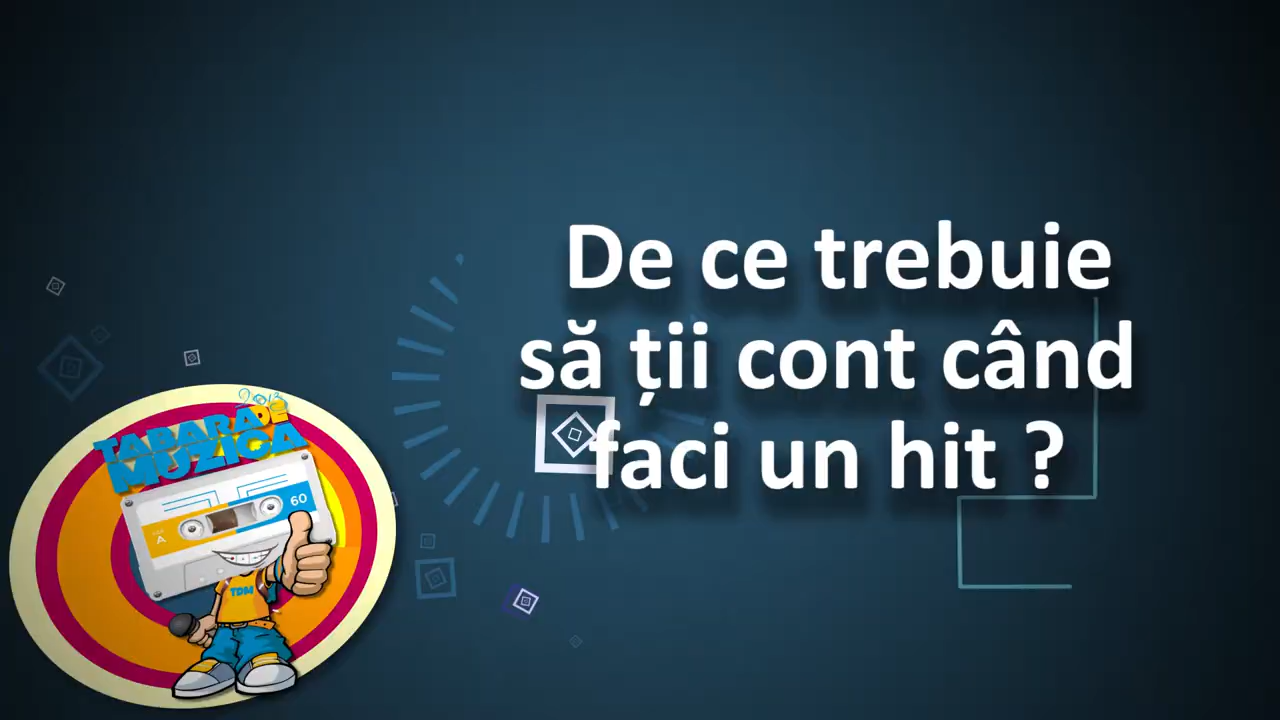 De ce trebuie
să ții cont când
faci un hit ?
2013
TABARA DE
MUZICA
A
60
TDM